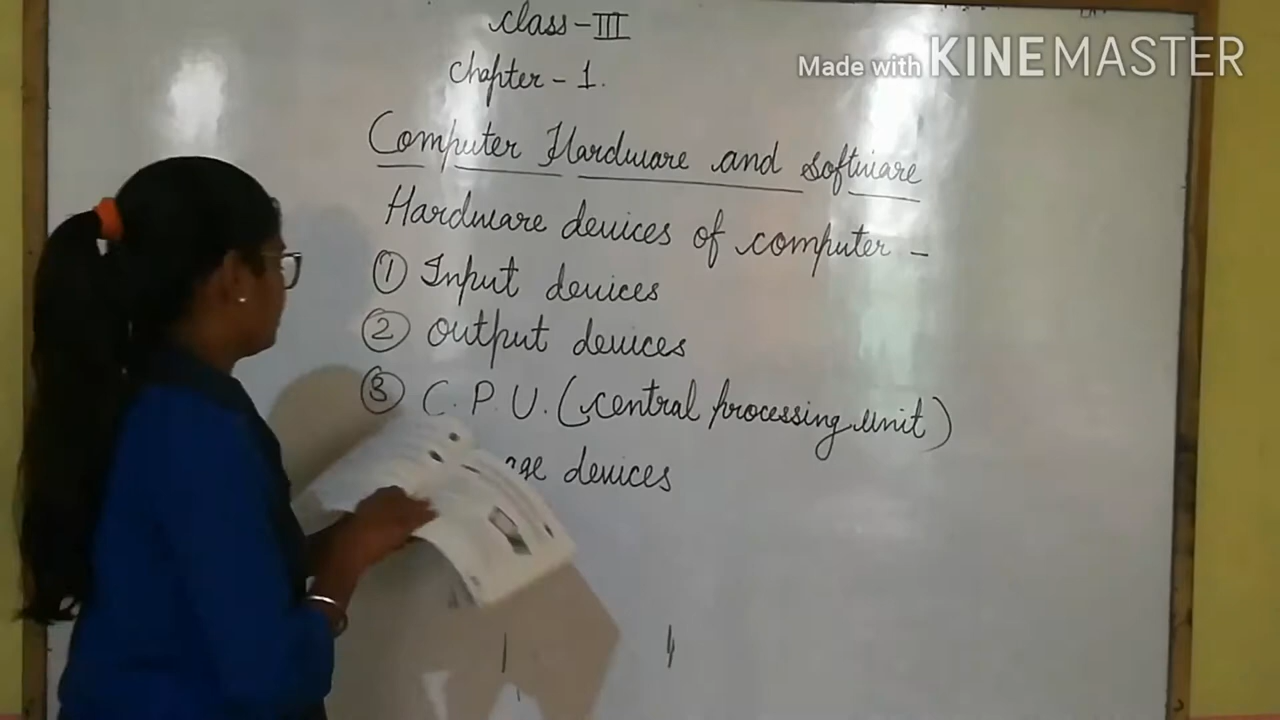 Class-III
Made with KINEMASTER
Chapter - 1.
Computer Hardware and Software
Hardware devices of computer -
① Input devices
② output devices
③ C.P.U. (central processing unit)
devices